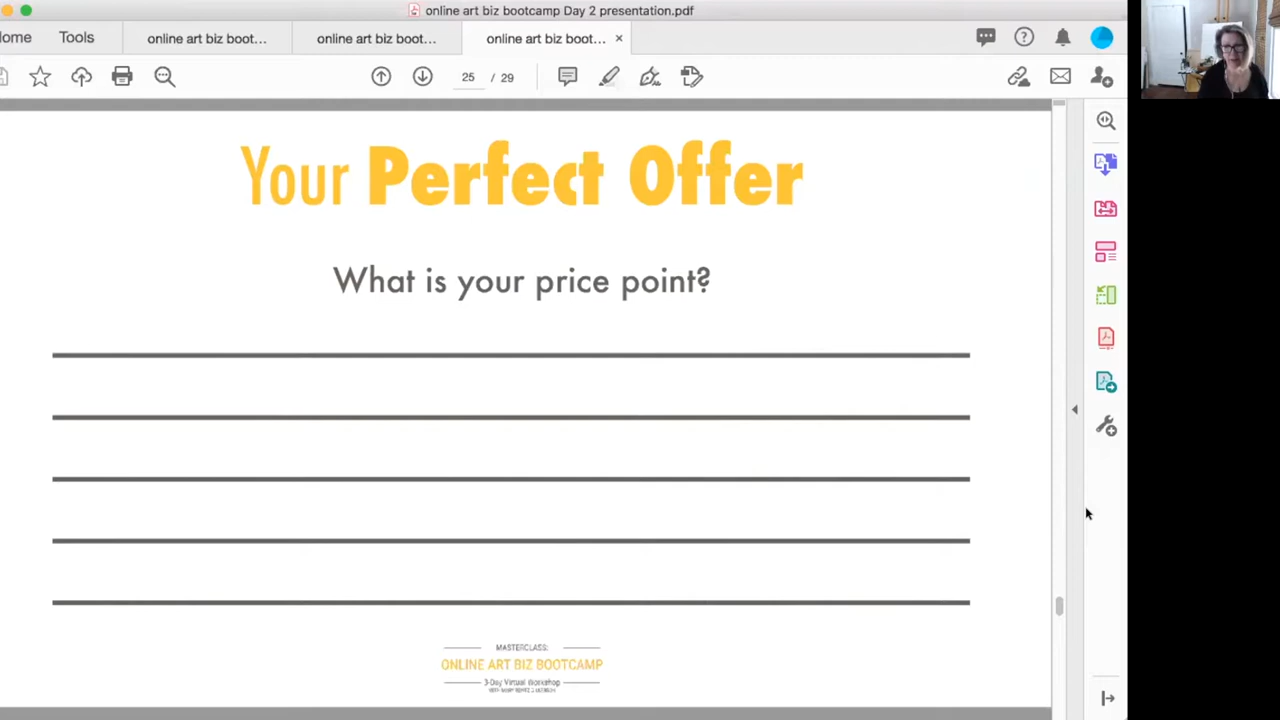 online art biz bootcamp Day 2 presentation.pdf
ome Tools online art biz boot... online art biz boot... online art biz boot... ×
25 / 29
Your Perfect Offer
What is your price point?
MASTERCLASS:
ONLINE ART BIZ BOOTCAMP
3-Day Virtual Workshop